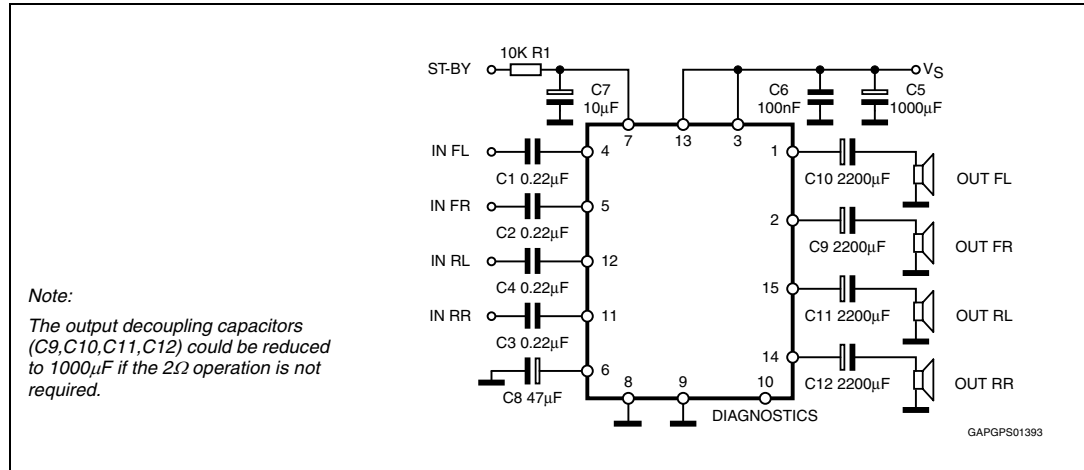 10K R1
ST-BY
C7
10µF
C6
100nF
VS
C5
1000µF
7
13
3
IN FL
C1 0.22µF
4
IN FR
C2 0.22µF
5
IN RL
C4 0.22µF
12
IN RR
C3 0.22µF
11
C8 47µF
6
8
9
10
DIAGNOSTICS
1
C10 2200µF
OUT FL
2
C9 2200µF
OUT FR
15
C11 2200µF
OUT RL
14
C12 2200µF
OUT RR
Note:
The output decoupling capacitors
(C9,C10,C11,C12) could be reduced
to 1000µF if the 2Ω operation is not
required.
GAPGPS01393